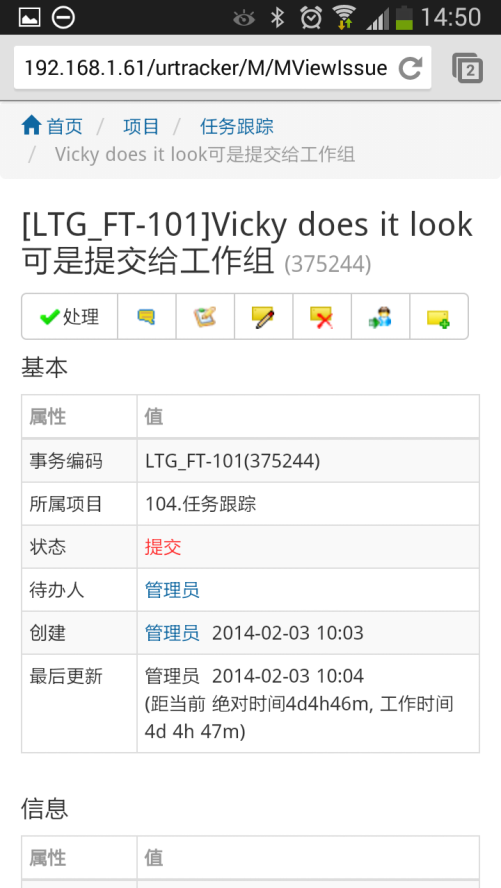 14:50
192.168.1.61/urtracker/M/MViewIssue
2
首页 / 项目 / 任务跟踪
/ Vicky does it look可是提交给工作组
[LTG_FT-101]Vicky does it look
可是提交给工作组 (375244)
处理
基本
属性 值
事务编码 LTG_FT-101(375244)
所属项目 104.任务跟踪
状态 提交
待办人 管理员
创建 管理员 2014-02-03 10:03
最后更新 管理员 2014-02-03 10:04
(距当前 绝对时间4d4h46m, 工作时间
4d 4h 47m)
信息
属性 值